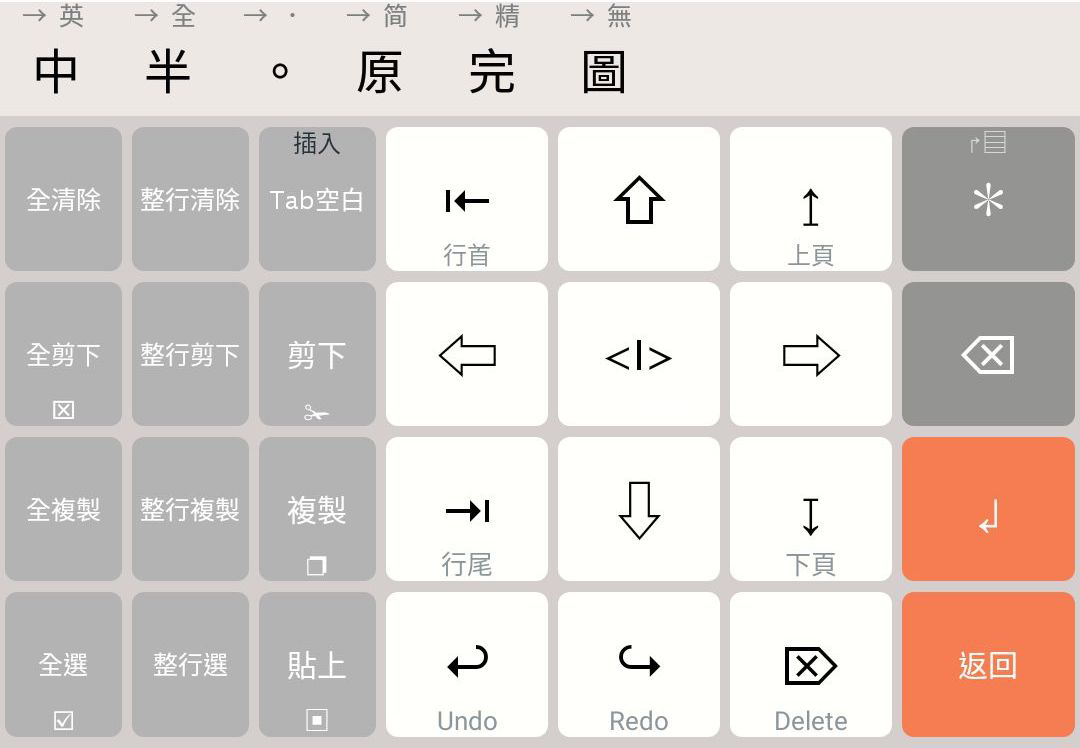 → 英 → 全 → · → 简 → 精 → 無
中 半 。 原 完 圖
插入
全清除 整行清除 Tab空白
行首 上頁
全剪下 整行剪下 剪下 <I>
全複製 整行複製 複製
行尾 下頁
全選 整行選 貼上 返回
Undo Redo Delete